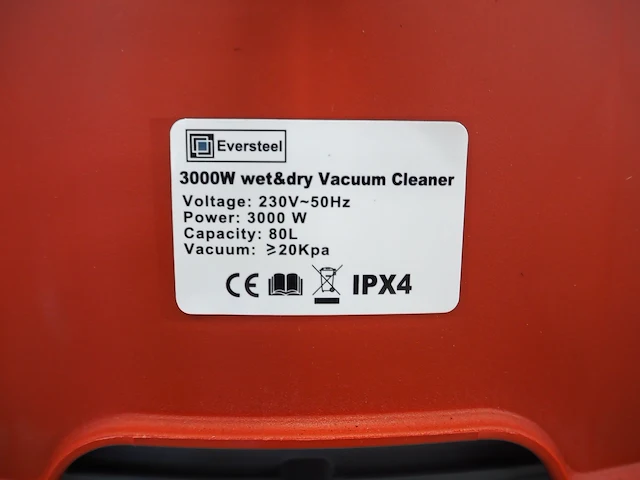 Eversteel
3000W wet&dry Vacuum Cleaner
Voltage: 230V~50Hz
Power: 3000 W
Capacity: 80L
Vacuum: ≥20Kpa
CE IPX4